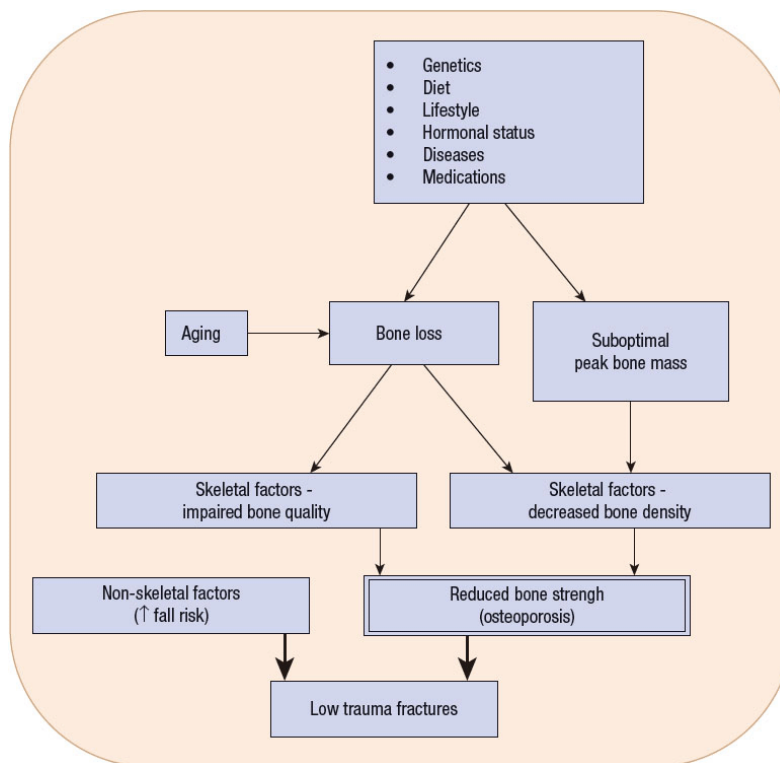 • Genetics
• Diet
• Lifestyle
• Hormonal status
• Diseases
• Medications
Aging
Bone loss
Suboptimal
peak bone mass
Skeletal factors -
impaired bone quality
Skeletal factors -
decreased bone density
Non-skeletal factors
(↑ fall risk)
Reduced bone strengh
(osteoporosis)
Low trauma fractures